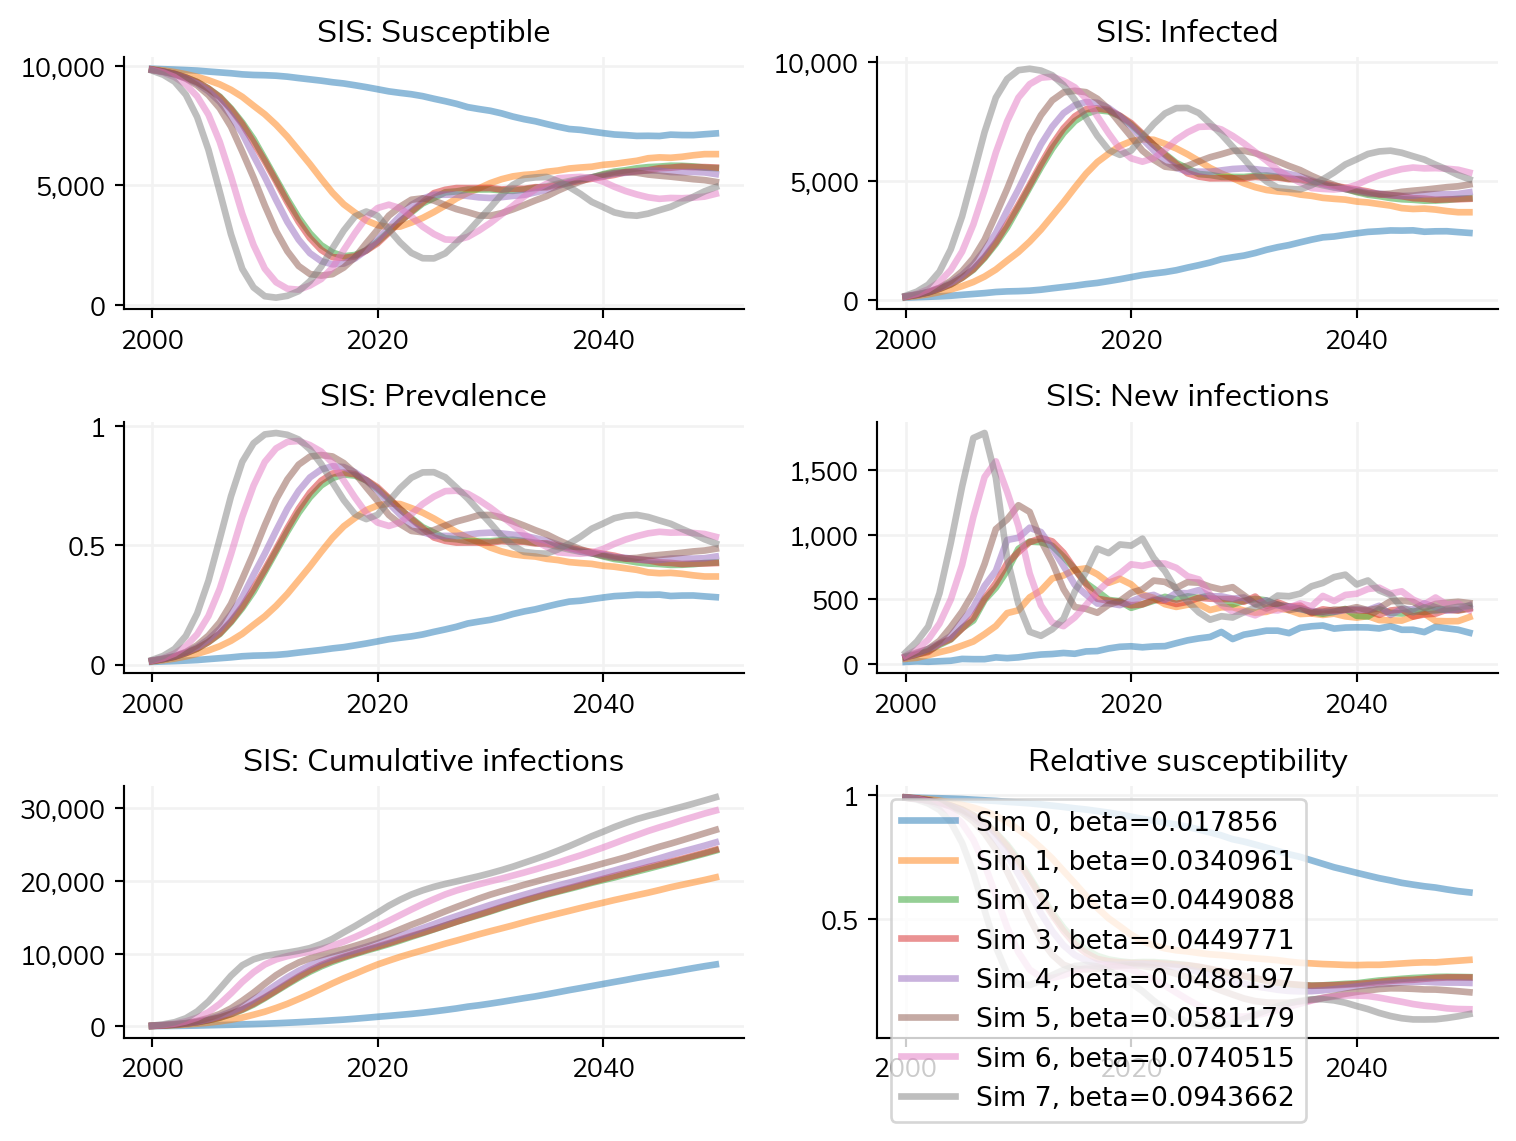 SIS: Susceptible
10,000
5,000
0
2000
2020
2040
SIS: Infected
10,000
5,000
0
2000
2020
2040
SIS: Prevalence
1
0.5
0
2000
2020
2040
SIS: New infections
1,500
1,000
500
0
2000
2020
2040
SIS: Cumulative infections
30,000
20,000
10,000
0
2000
2020
2040
Relative susceptibility
1
0.5
Sim 0, beta=0.017856
Sim 1, beta=0.0340961
Sim 2, beta=0.0449088
Sim 3, beta=0.0449771
Sim 4, beta=0.0488197
Sim 5, beta=0.0581179
Sim 6, beta=0.0740515
Sim 7, beta=0.0943662
2000
2020
2040